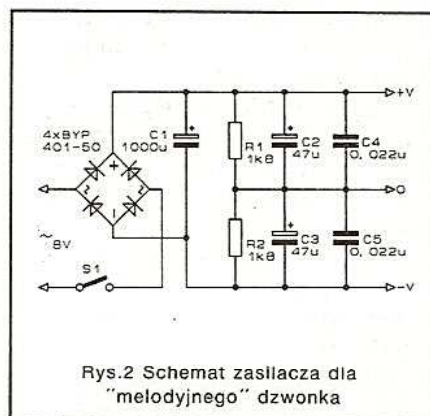 +V
4xBYP
401-50
C1
1000u
+
R1
1k8
+
C2
47u
C4
0,022u
+
~
~
-
0
~8V
R2
1k8
+
C3
47u
C5
0,022u
S1
-V
Rys.2 Schemat zasilacza dla
"melodyjnego" dzwonka